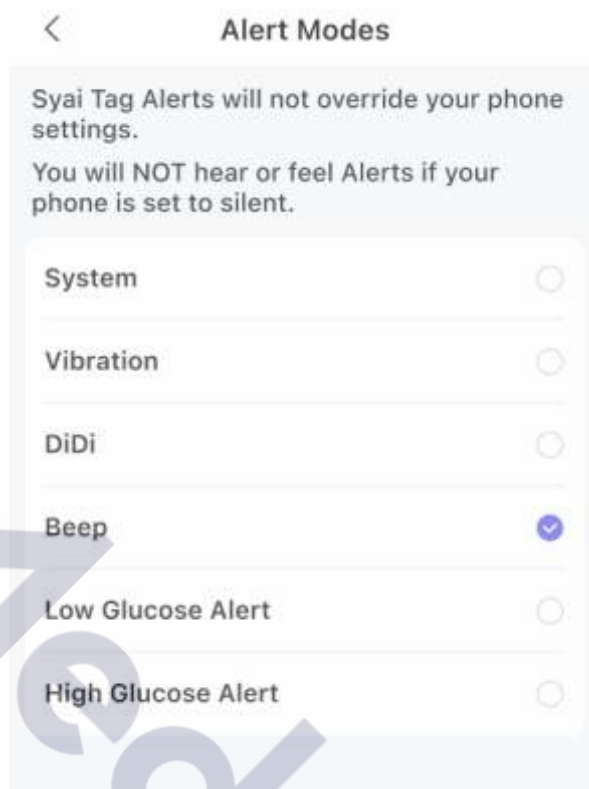 Alert Modes
Syai Tag Alerts will not override your phone
settings.
You will NOT hear or feel Alerts if your
phone is set to silent.
System
Vibration
DiDi
Beep
Low Glucose Alert
High Glucose Alert